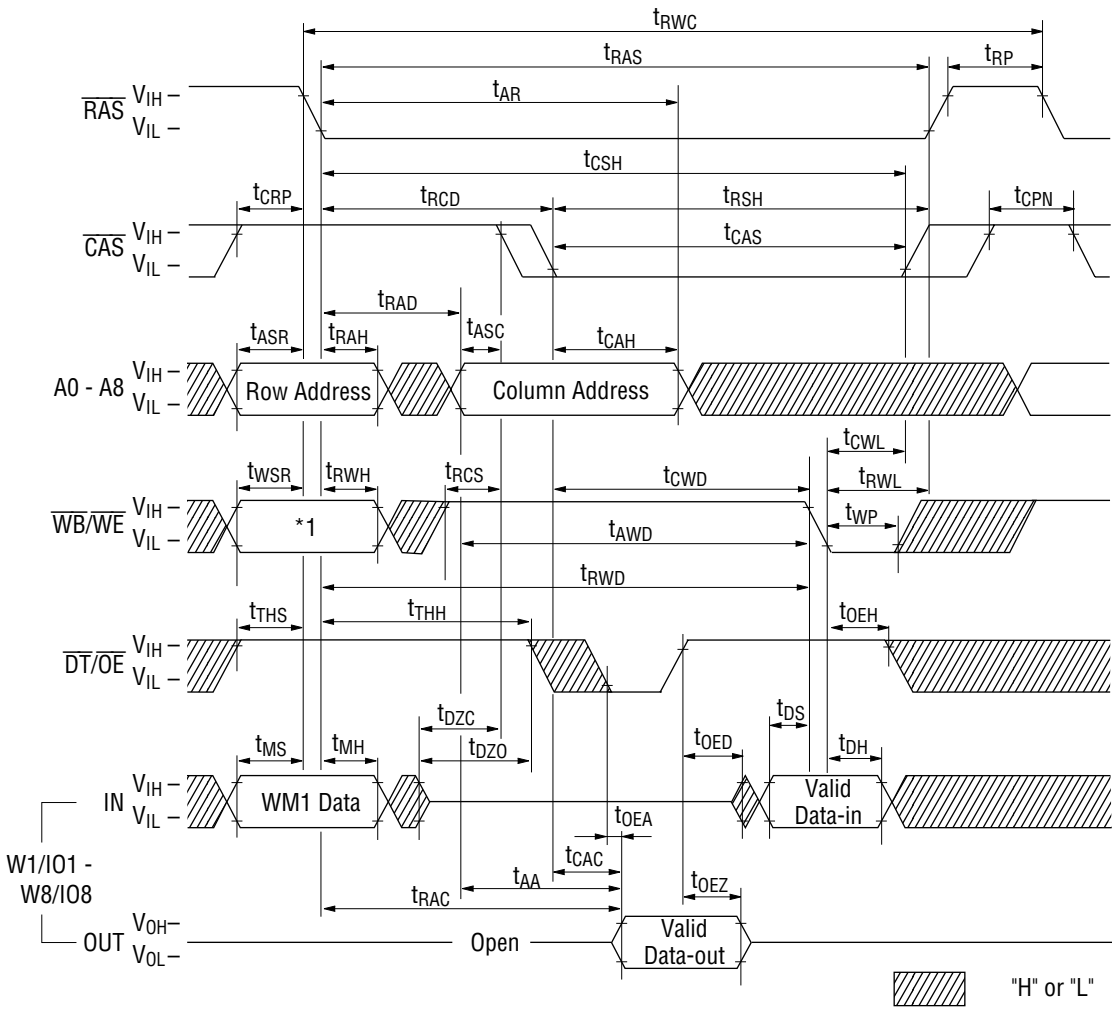 tRWC
tRAS
tRP
tAR
RAS VIH
VIL
tCSH
tCRP
tRCD
tRSH
tCPN
CAS VIH
VIL
tCAS
tRAD
tASR
tRAH
tASC
tCAH
A0 - A8 VIH
VIL
Row Address
Column Address
tCWL
tWSR
tRWH
tRCS
tCWD
tRWL
WB/WE VIH
VIL
*1
tWP
tAWD
tRWD
tTHS
tTHH
tOEH
DT/OE VIH
VIL
tDZC
tDS
tMS
tMH
tDZO
tOED
tDH
IN VIH
VIL
WM1 Data
Valid
Data-in
tOEA
W1/IO1 -
W8/IO8
tCAC
tAA
tOEZ
tRAC
OUT VOH
VOL
Open
Valid
Data-out
"H" or "L"